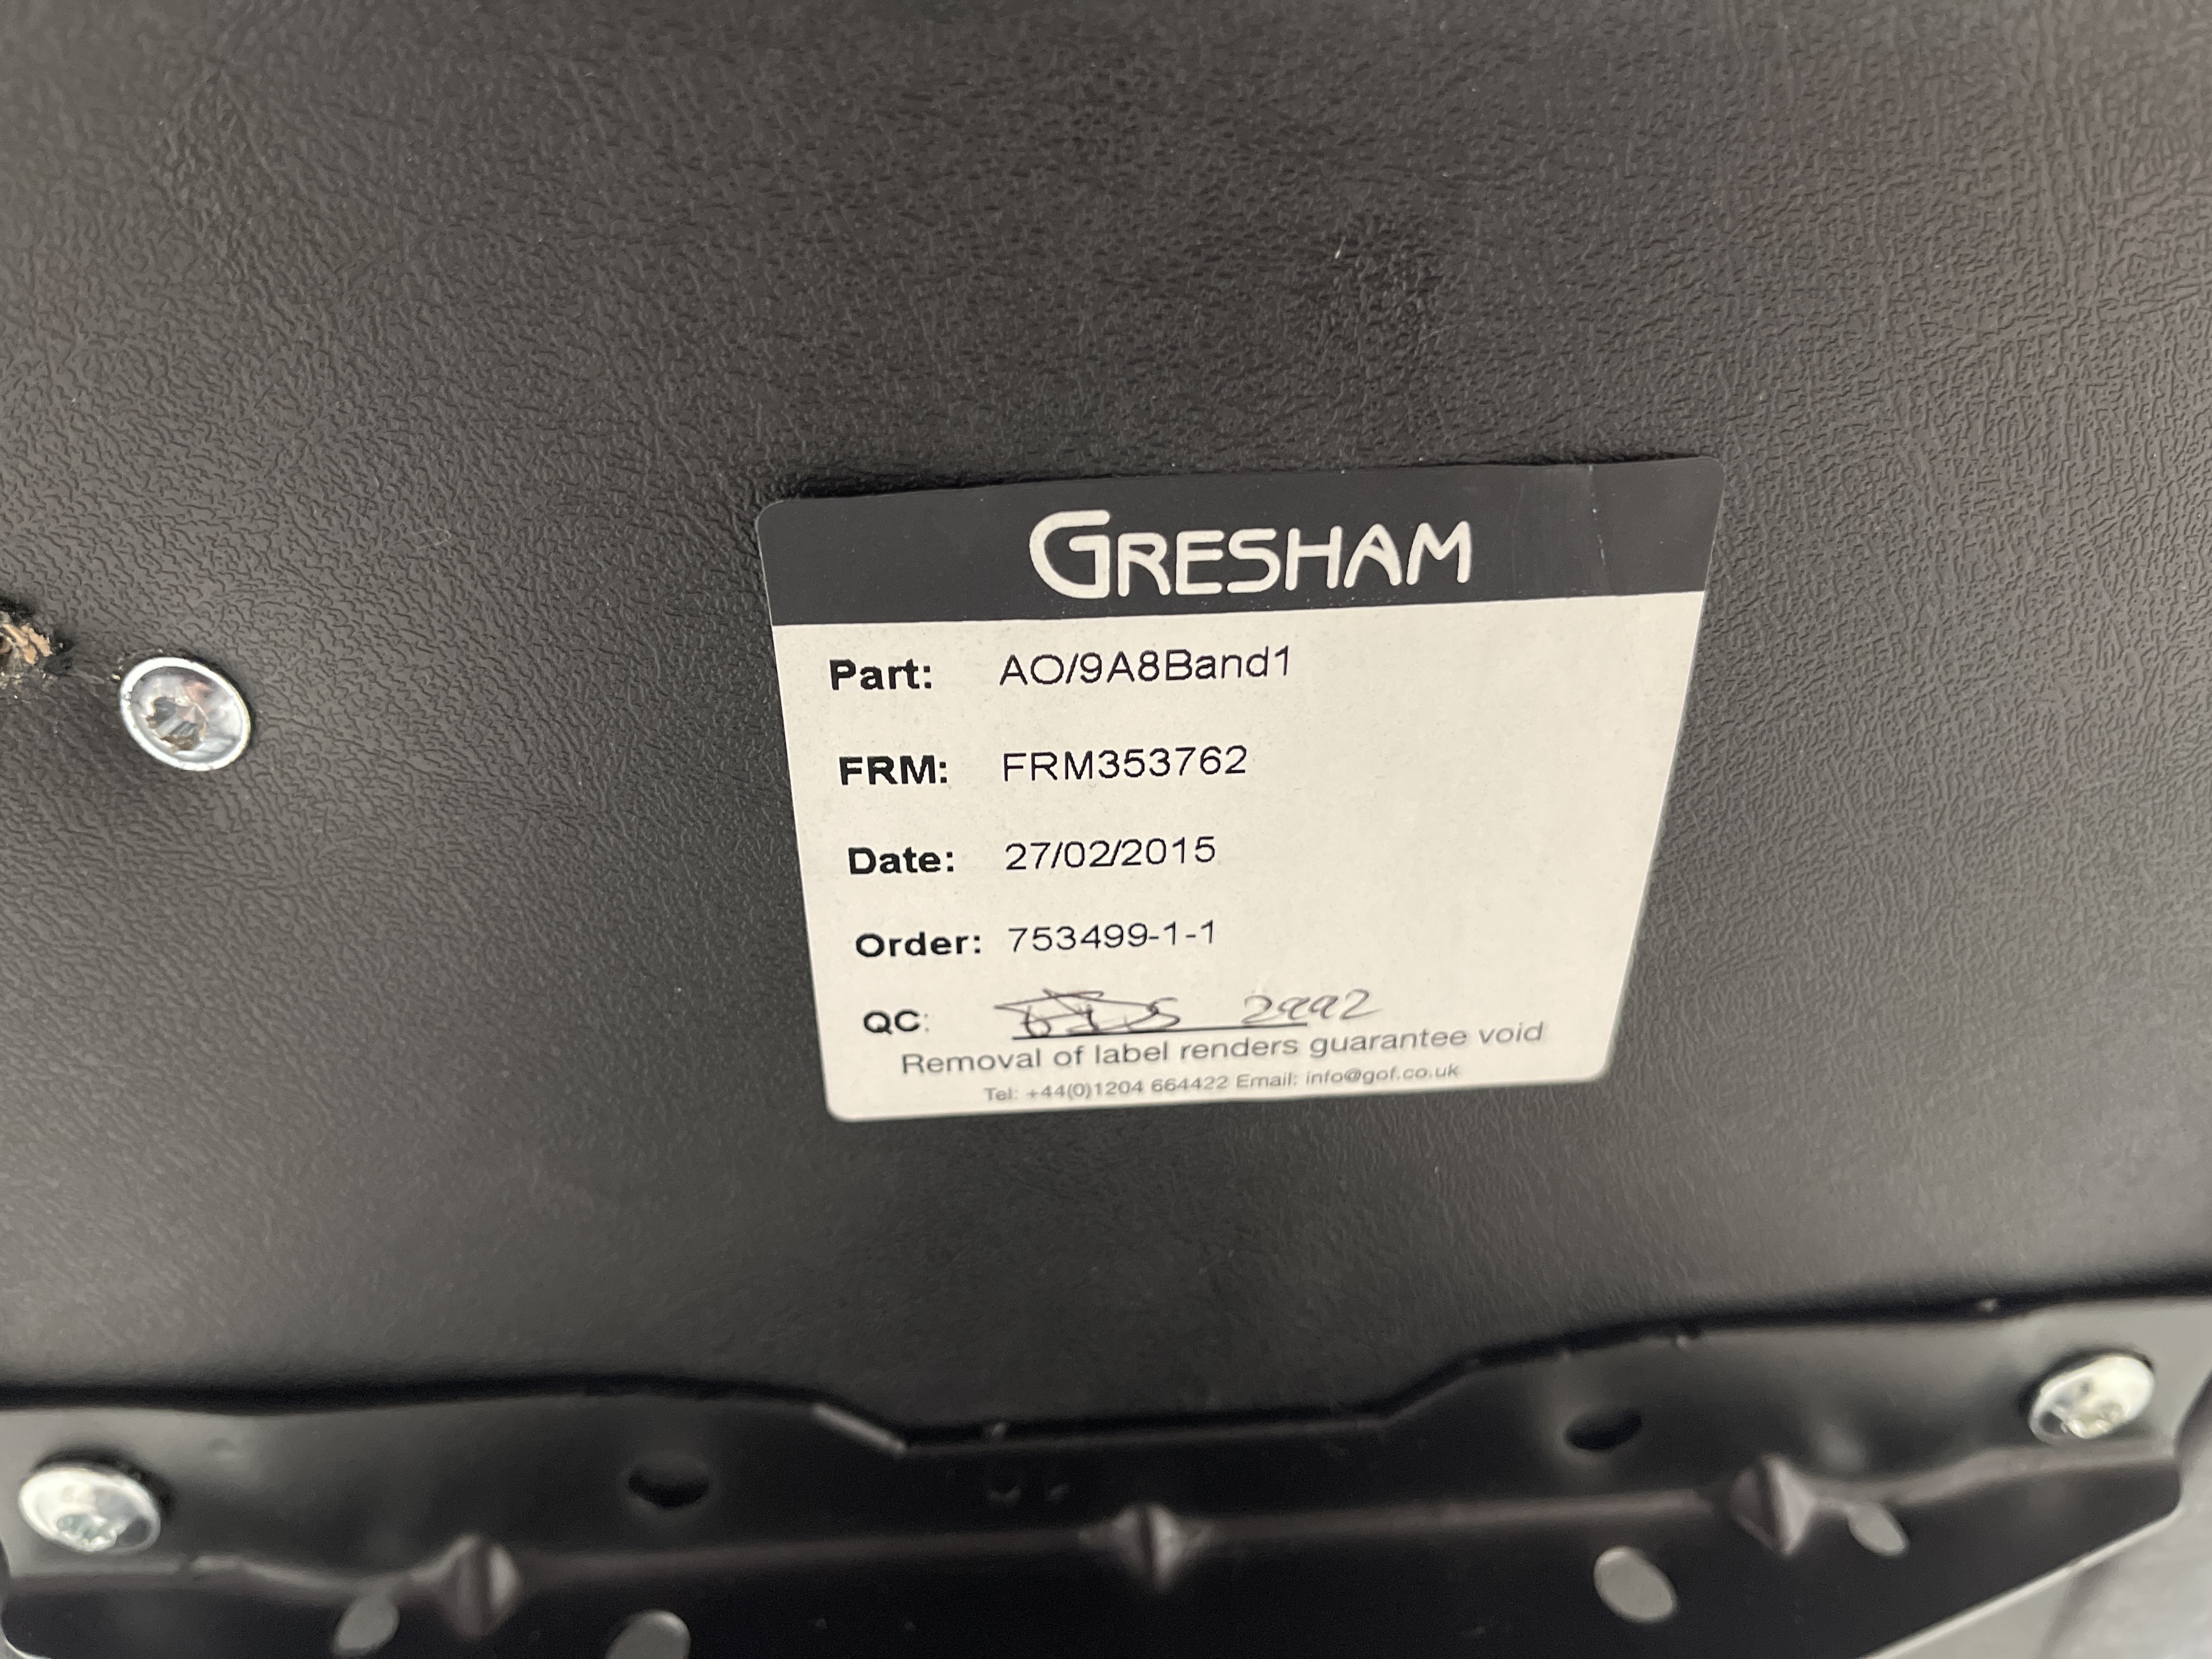 GRESHAM
Part: AO/9A8Band1
FRM: FRM353762
Date: 27/02/2015
Order: 753499-1-1
QC: 2992
Removal of label renders guarantee void
Tel: +44(0)1204 664422 Email: info@gof.co.uk